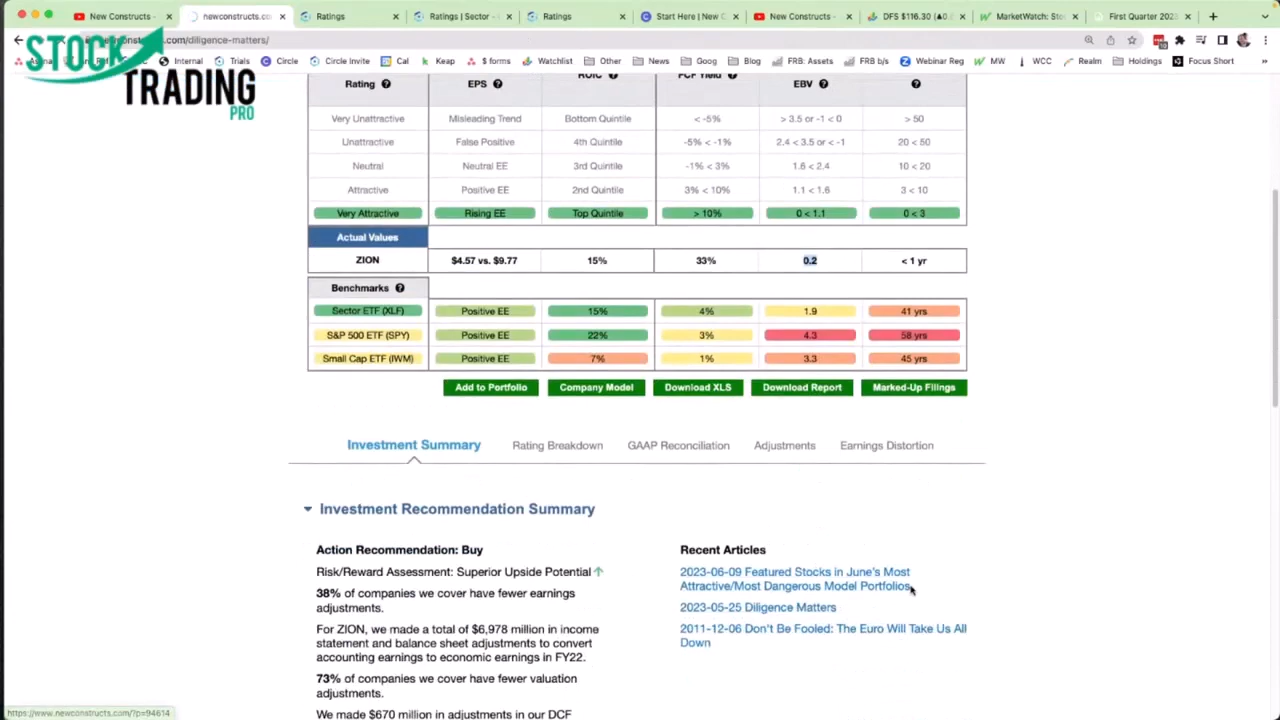 New Constructs -
newconstructs.co
Ratings
Ratings | Sector -
Ratings
Start Here | New C
New Constructs -
DFS $116.30 (▲0.
MarketWatch: Sto
First Quarter 2023
.com/diligence-matters/
Internal
Trials
Circle
Circle Invite
Cal
Keap
$ forms
Watchlist
Other
News
Goog
Blog
FRB: Assets
FRB b/s
Webinar Reg
MW
WCC
Realm
Holdings
Focus Short
STOCK
TRADING
PRO
Rating
EPS
ROIC
FCF Yield
EBV
Very Unattractive Misleading Trend Bottom Quintile < -5% > 3.5 or -1 < 0 > 50
Unattractive False Positive 4th Quintile -5% < -1% 2.4 < 3.5 or < -1 20 < 50
Neutral Neutral EE 3rd Quintile -1% < 3% 1.6 < 2.4 10 < 20
Attractive Positive EE 2nd Quintile 3% < 10% 1.1 < 1.6 3 < 10
Very Attractive Rising EE Top Quintile > 10% 0 < 1.1 0 < 3
Actual Values
ZION $4.57 vs. $9.77 15% 33% 0.2 < 1 yr
Benchmarks
Sector ETF (XLF) Positive EE 15% 4% 1.9 41 yrs
S&P 500 ETF (SPY) Positive EE 22% 3% 4.3 58 yrs
Small Cap ETF (IWM) Positive EE 7% 1% 3.3 45 yrs
Add to Portfolio Company Model Download XLS Download Report Marked-Up Filings
Investment Summary Rating Breakdown GAAP Reconciliation Adjustments Earnings Distortion
Investment Recommendation Summary
Action Recommendation: Buy
Risk/Reward Assessment: Superior Upside Potential
38% of companies we cover have fewer earnings
adjustments.
For ZION, we made a total of $6,978 million in income
statement and balance sheet adjustments to convert
accounting earnings to economic earnings in FY22.
73% of companies we cover have fewer valuation
adjustments.
We made $670 million in adjustments in our DCF
Recent Articles
2023-06-09 Featured Stocks in June's Most
Attractive/Most Dangerous Model Portfolios
2023-05-25 Diligence Matters
2011-12-06 Don't Be Fooled: The Euro Will Take Us All
Down
https://www.newconstructs.com/?p=94614